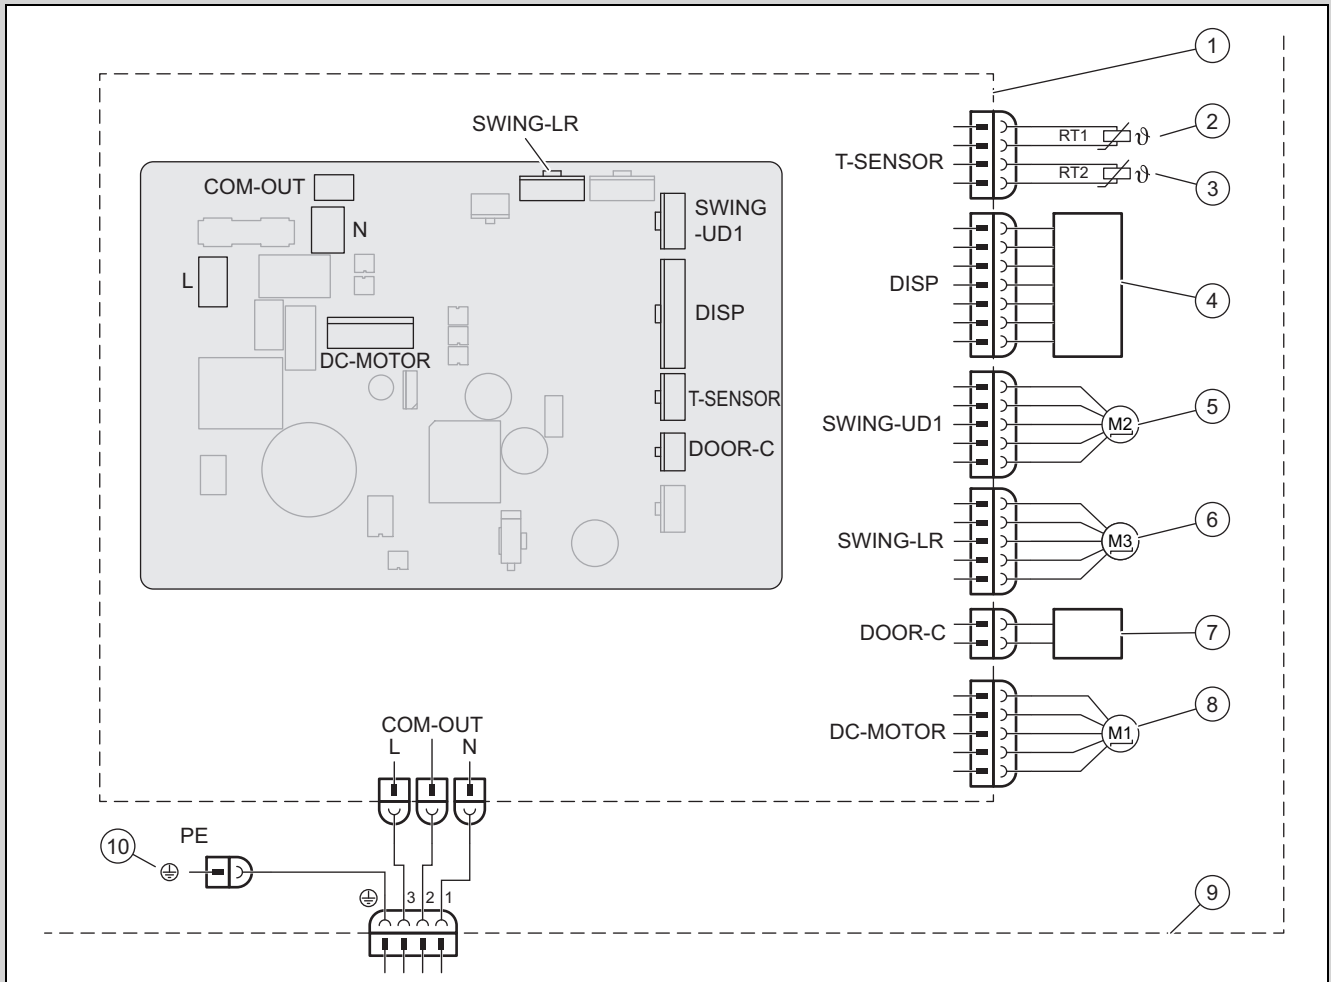 1
SWING-LR
RT1
ϑ
2
T-SENSOR
RT2
ϑ
3
COM-OUT
N
SWING
-UD1
L
DISP
DISP
4
DC-MOTOR
T-SENSOR
SWING-UD1
M2
5
DOOR-C
SWING-LR
M3
6
DOOR-C
7
DC-MOTOR
M1
8
COM-OUT
L
N
PE
10
3
2
1
9